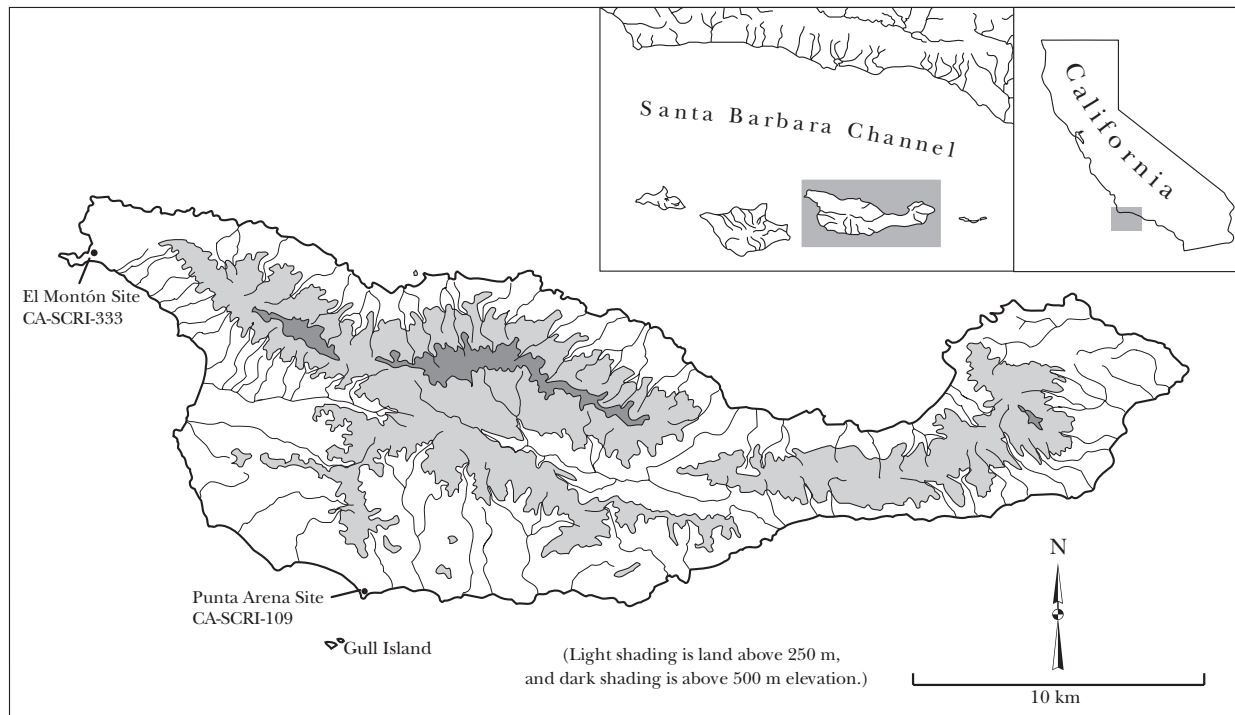 Santa Barbara Channel
California
El Montón Site
CA-SCRI-333
Punta Arena Site
CA-SCRI-109
Gull Island
(Light shading is land above 250 m,
and dark shading is above 500 m elevation.)
N
10 km